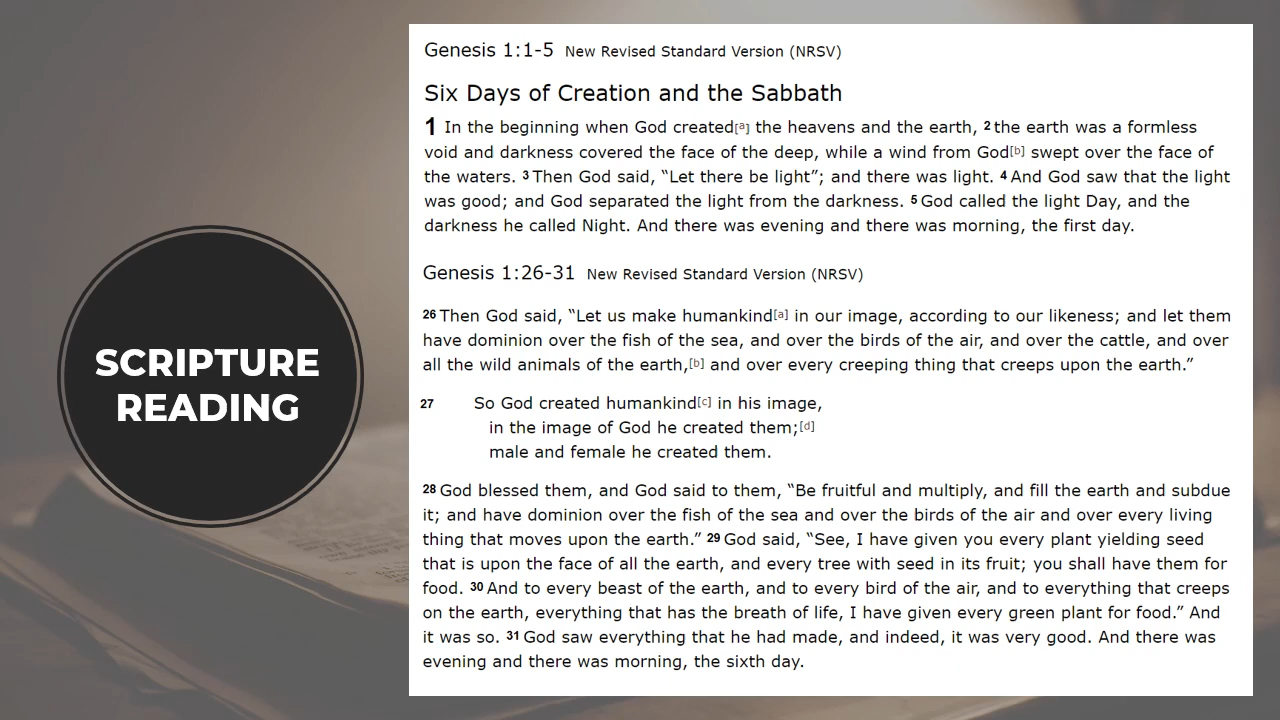 SCRIPTURE
READING
Genesis 1:1-5 New Revised Standard Version (NRSV)
Six Days of Creation and the Sabbath
1 In the beginning when God created[a] the heavens and the earth, 2 the earth was a formless
void and darkness covered the face of the deep, while a wind from God[b] swept over the face of
the waters. 3 Then God said, “Let there be light”; and there was light. 4 And God saw that the light
was good; and God separated the light from the darkness. 5 God called the light Day, and the
darkness he called Night. And there was evening and there was morning, the first day.
Genesis 1:26-31 New Revised Standard Version (NRSV)
26 Then God said, “Let us make humankind[a] in our image, according to our likeness; and let them
have dominion over the fish of the sea, and over the birds of the air, and over the cattle, and over
all the wild animals of the earth,[b] and over every creeping thing that creeps upon the earth.”
27 So God created humankind[c] in his image,
in the image of God he created them;[d]
male and female he created them.
28 God blessed them, and God said to them, “Be fruitful and multiply, and fill the earth and subdue
it; and have dominion over the fish of the sea and over the birds of the air and over every living
thing that moves upon the earth.” 29 God said, “See, I have given you every plant yielding seed
that is upon the face of all the earth, and every tree with seed in its fruit; you shall have them for
food. 30 And to every beast of the earth, and to every bird of the air, and to everything that creeps
on the earth, everything that has the breath of life, I have given every green plant for food.” And
it was so. 31 God saw everything that he had made, and indeed, it was very good. And there was
evening and there was morning, the sixth day.